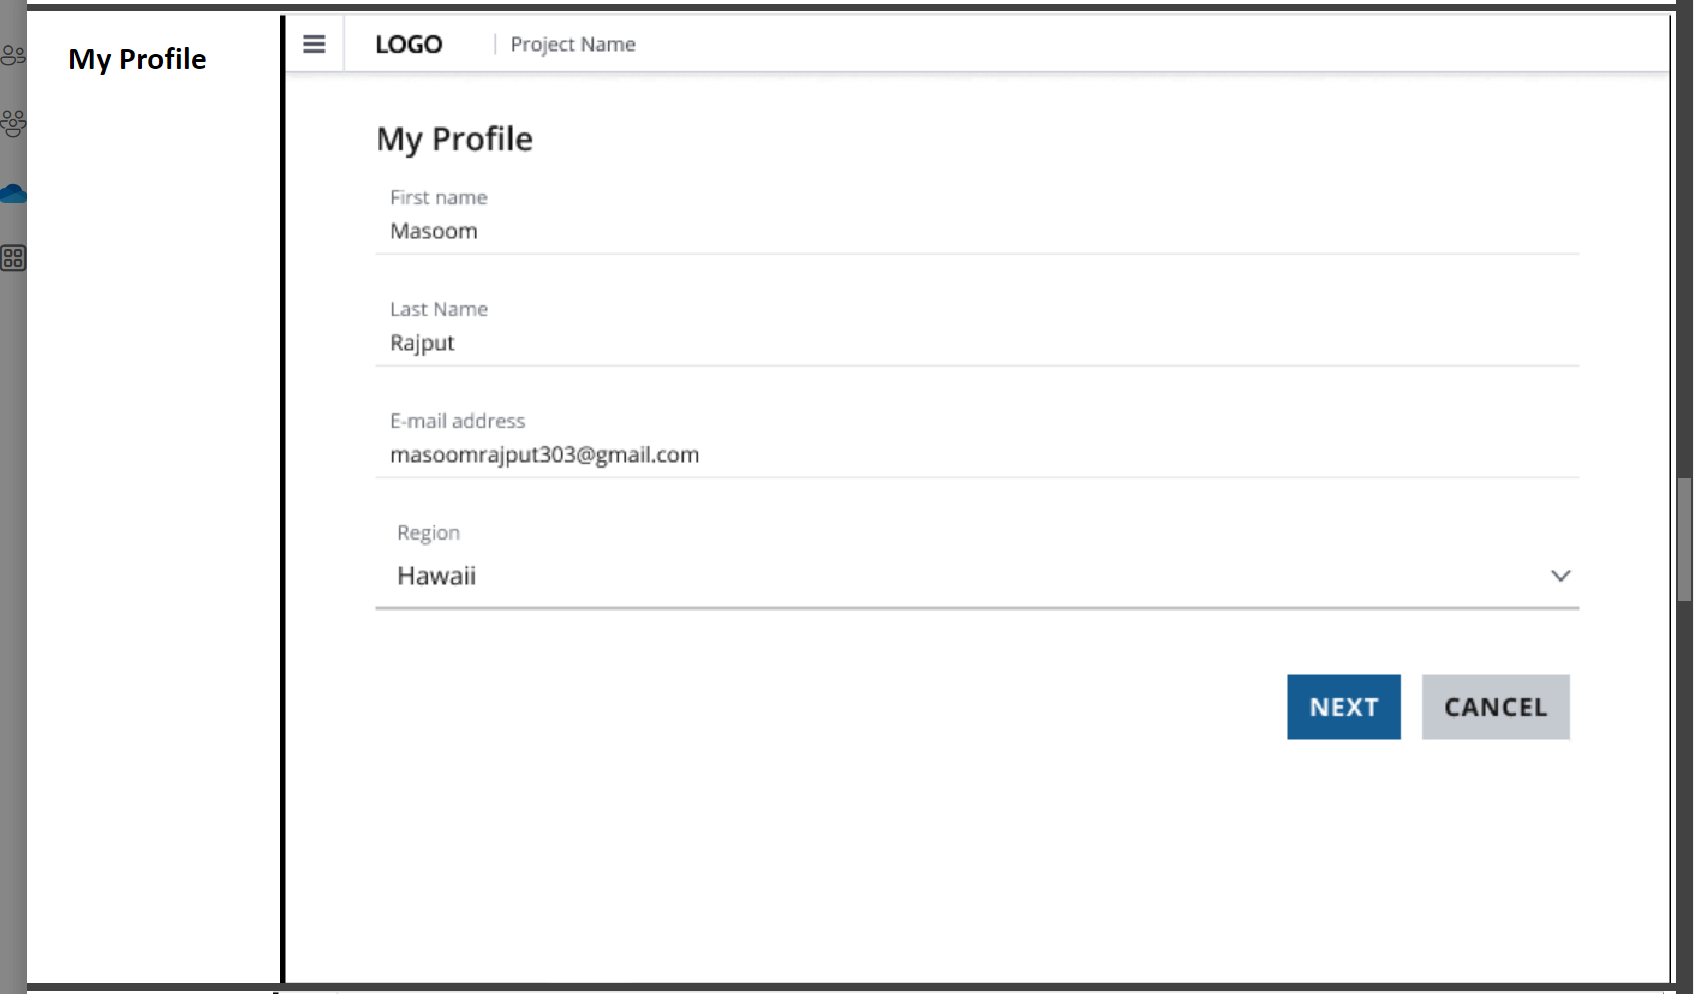 My Profile
LOGO
Project Name
My Profile
First name
Masoom
Last Name
Rajput
E-mail address
masoomrajput303@gmail.com
Region
Hawaii
NEXT
CANCEL